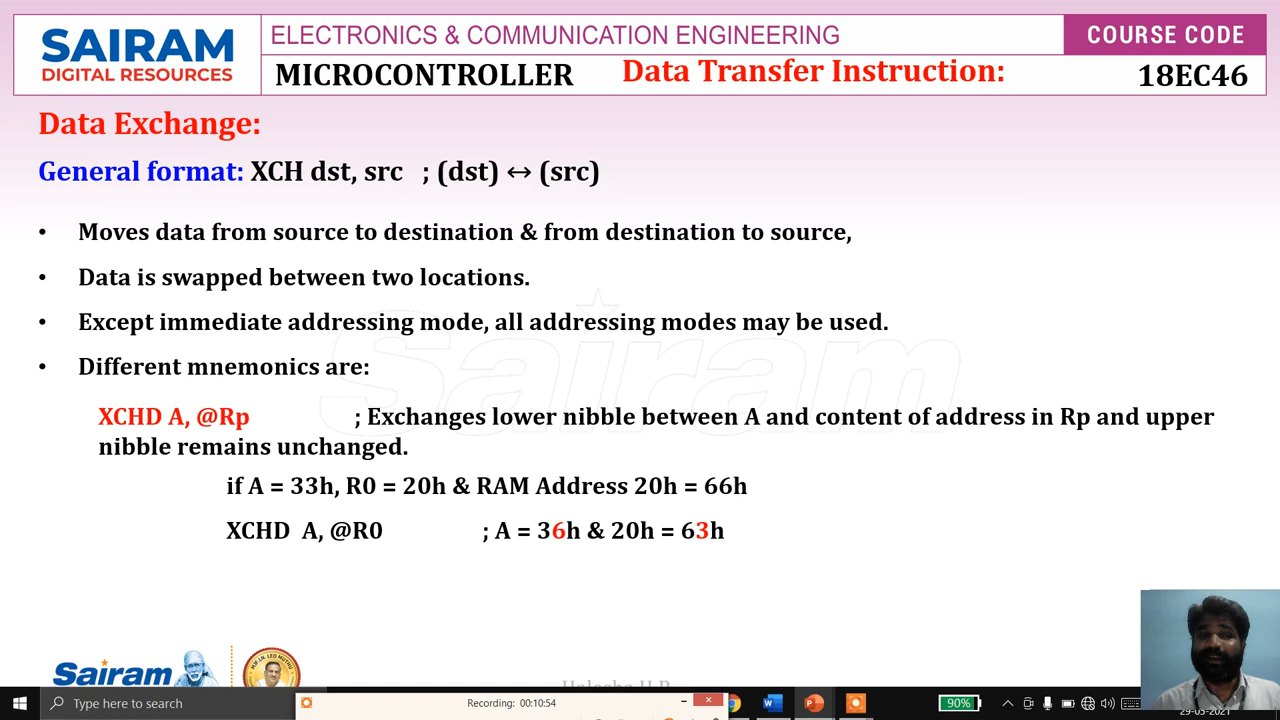 SAIRAM
DIGITAL RESOURCES
ELECTRONICS & COMMUNICATION ENGINEERING
COURSE CODE
MICROCONTROLLER
Data Transfer Instruction:
18EC46
Data Exchange:
General format: XCH dst, src ; (dst) ↔ (src)
• Moves data from source to destination & from destination to source,
• Data is swapped between two locations.
• Except immediate addressing mode, all addressing modes may be used.
• Different mnemonics are:
XCHD A, @Rp ; Exchanges lower nibble between A and content of address in Rp and upper
nibble remains unchanged.
if A = 33h, R0 = 20h & RAM Address 20h = 66h
XCHD A, @R0 ; A = 36h & 20h = 63h
Sairam
Sairam
Type here to search
Recording: 00:10:54
90%
29-05-2021